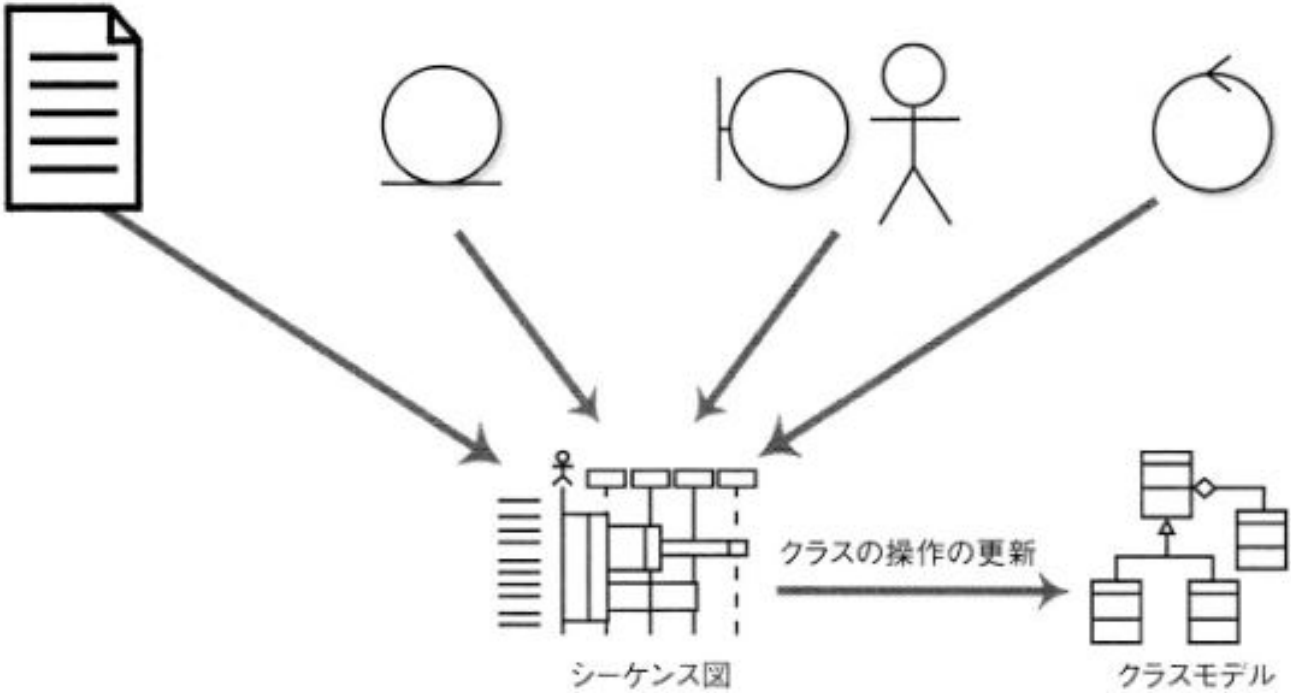 クラスの操作の更新
シーケンス図
クラスモデル